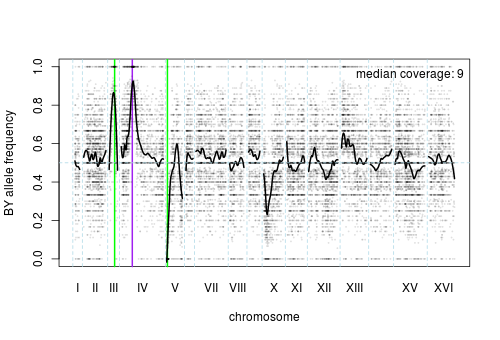 median coverage: 9
BY allele frequency
0.0 0.2 0.4 0.6 0.8 1.0
I II III IV V VII VIII X XI XII XIII XV XVI
chromosome